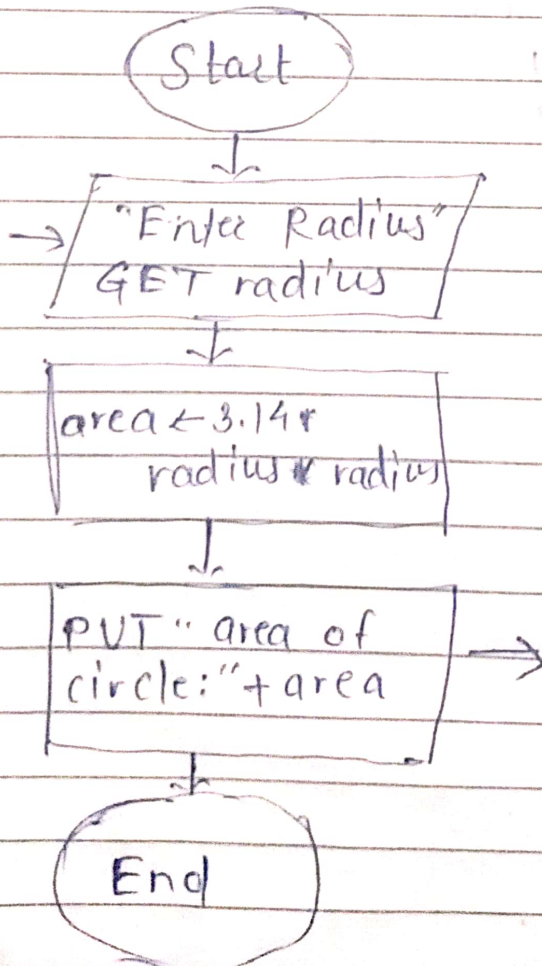 Start
"Enter Radius"
GET radius
area ← 3.14 *
radius * radius
PUT " area of
circle:" + area
End